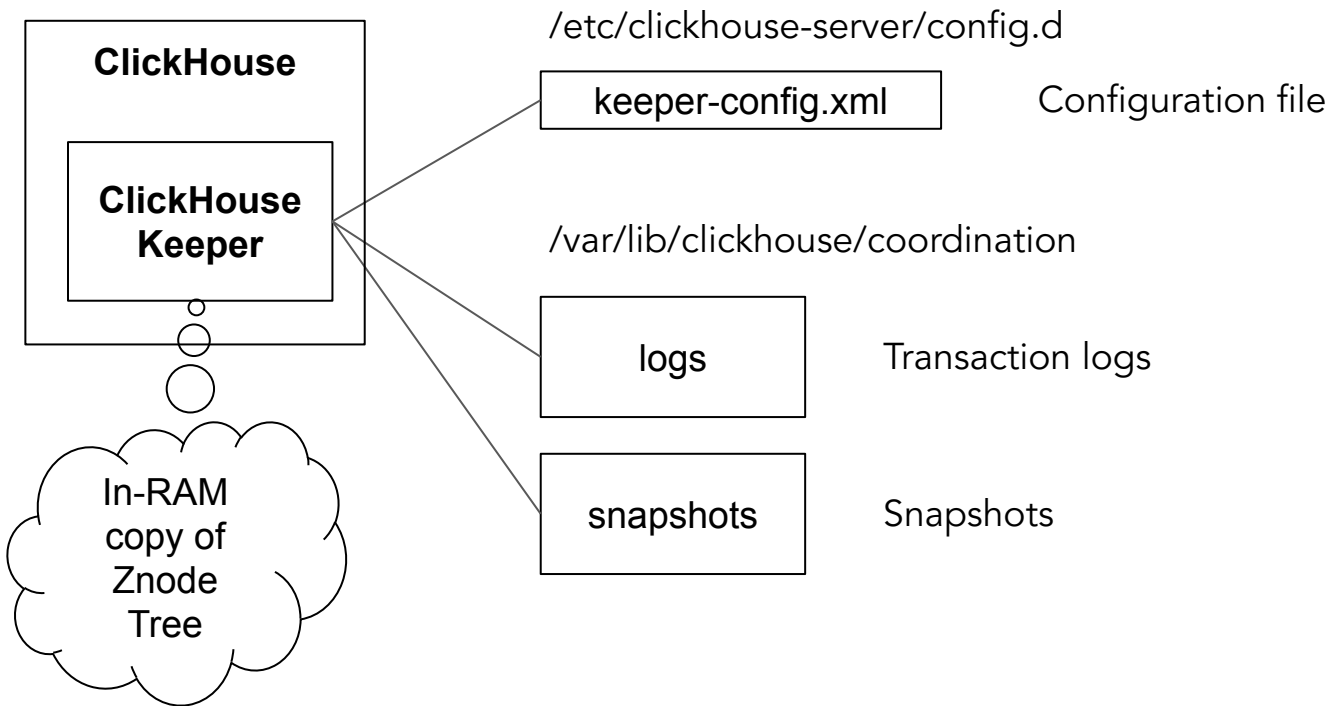 ClickHouse
ClickHouse
Keeper
In-RAM
copy of
Znode
Tree
/etc/clickhouse-server/config.d
keeper-config.xml
Configuration file
/var/lib/clickhouse/coordination
logs
Transaction logs
snapshots
Snapshots